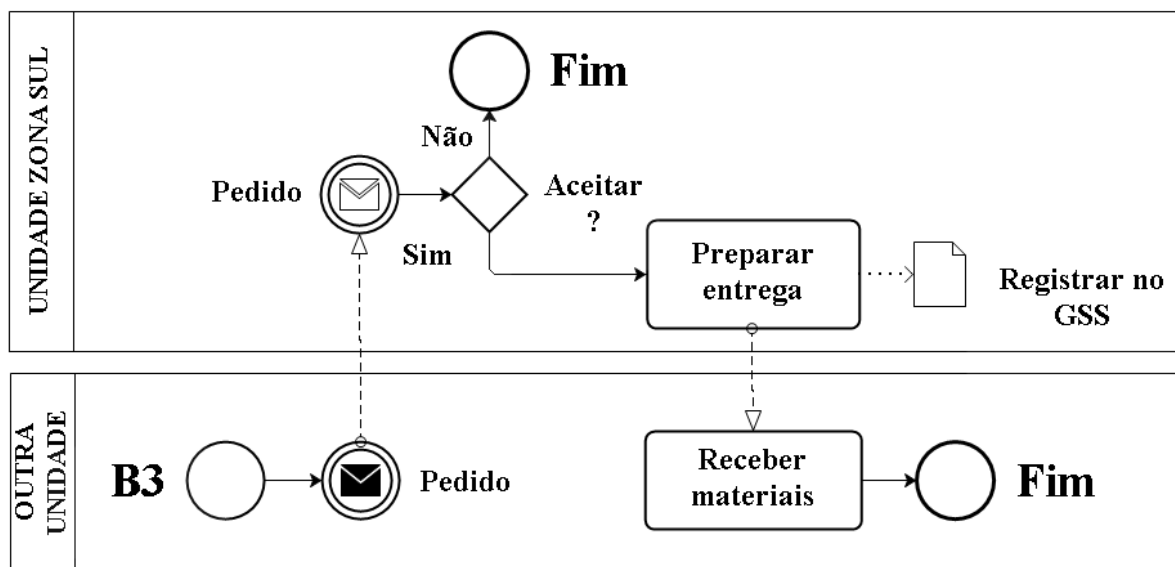 UNIDADE ZONA SUL
Fim
Não
Pedido
Aceitar
?
Sim
Preparar
entrega
Registrar no
GSS
OUTRA
UNIDADE
B3
Pedido
Receber
materiais
Fim